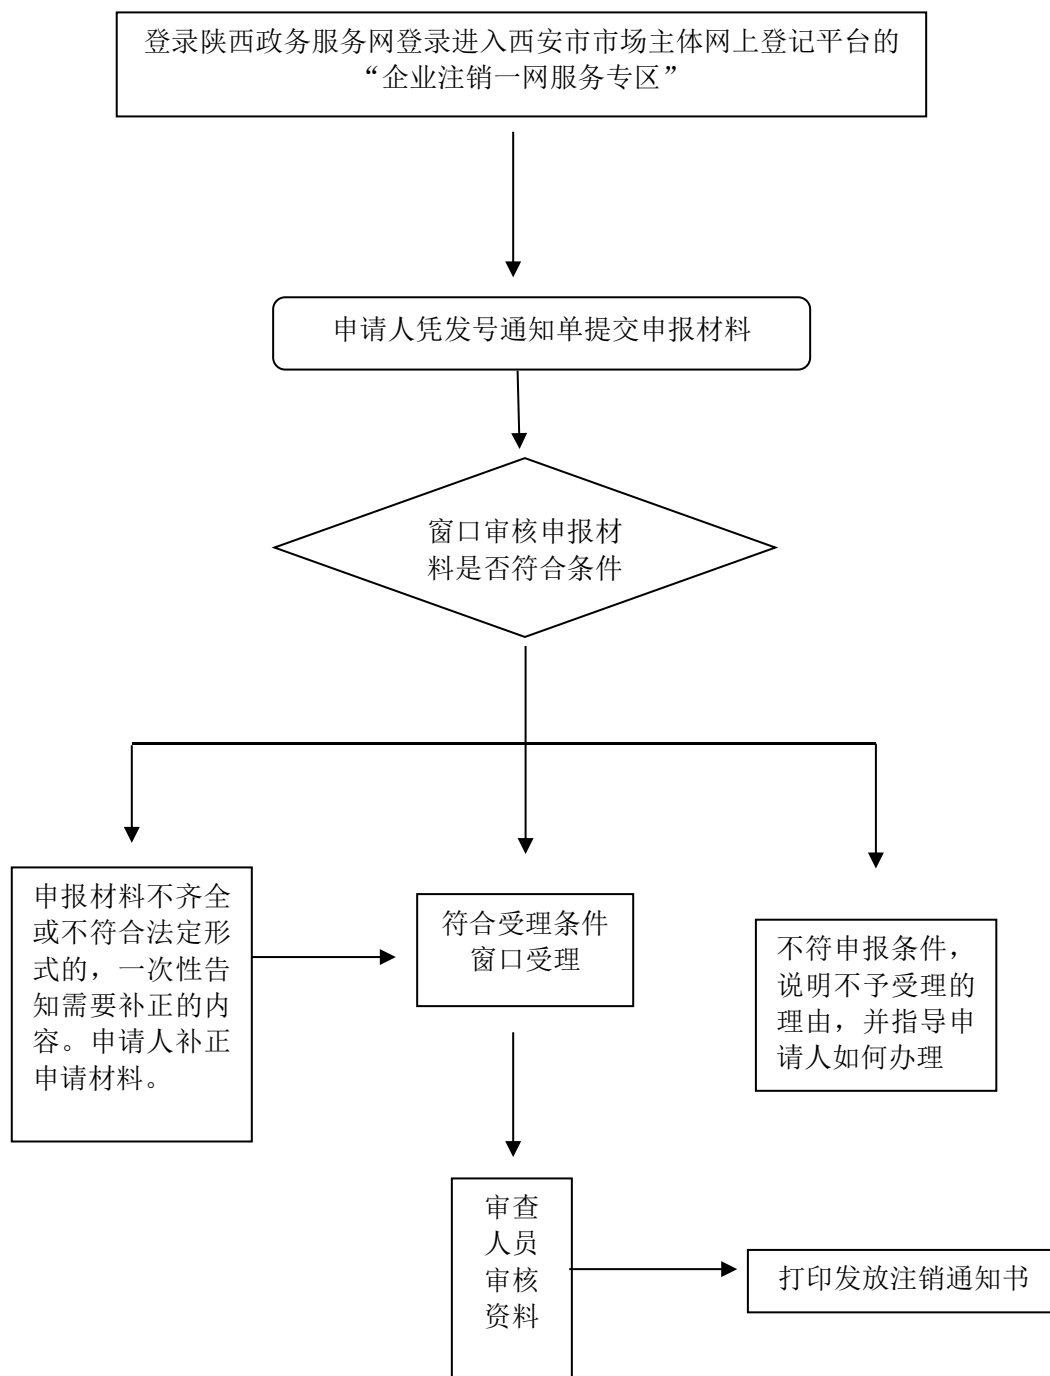 登录陕西政务服务网登录进入西安市市场主体网上登记平台的
“企业注销一网服务专区”
申请人凭发号通知单提交申报材料
窗口审核申报材
料是否符合条件
申报材料不齐全
或不符合法定形
式的，一次性告
知需要补正的内
容。申请人补正
申请材料。
符合受理条件
窗口受理
不符申报条件，
说明不予受理的
理由，并指导申
请人如何办理
审查
人员
审核
资料
打印发放注销通知书